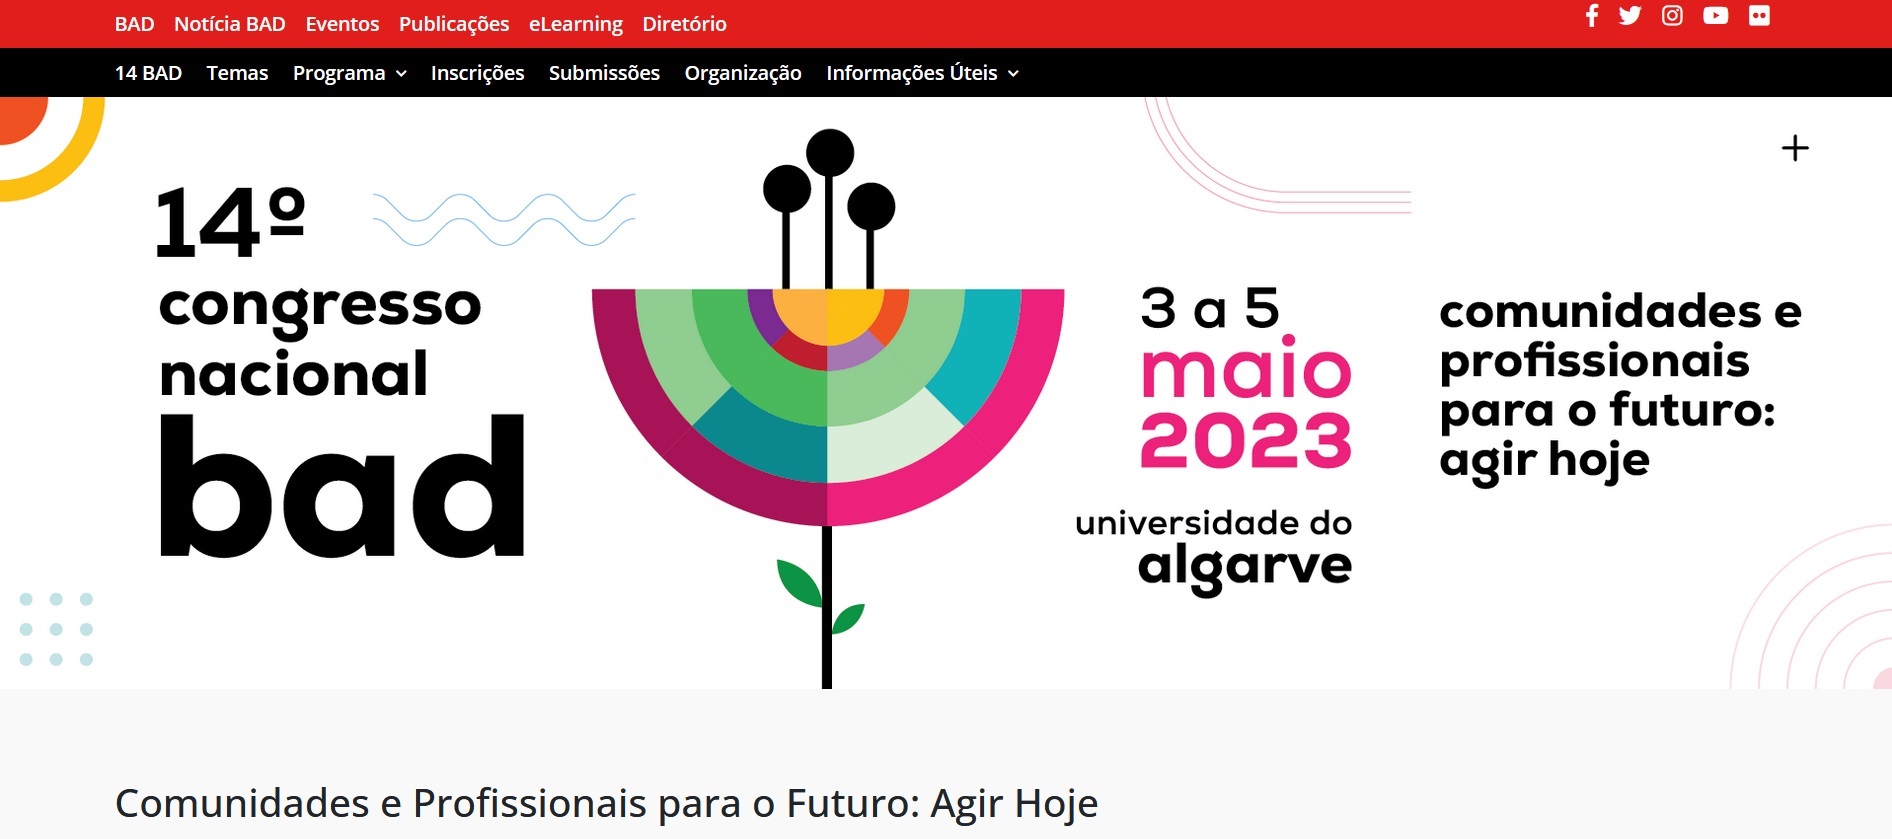 BAD Notícia BAD Eventos Publicações eLearning Diretório
14 BAD Temas Programa Inscrições Submissões Organização Informações Úteis
14º
congresso
nacional
bad
3 a 5
maio
2023
universidade do
algarve
comunidades e
profissionais
para o futuro:
agir hoje
Comunidades e Profissionais para o Futuro: Agir Hoje